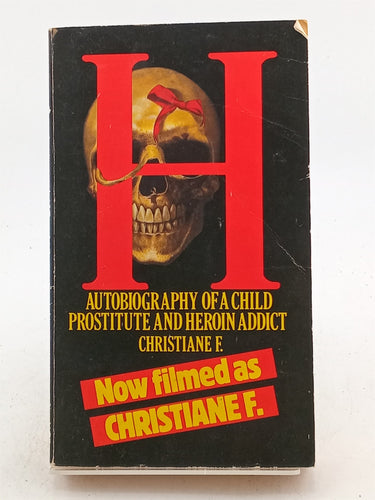 H
AUTOBIOGRAPHY OF A CHILD
PROSTITUTE AND HEROIN ADDICT
CHRISTIANE F.
Now filmed as
CHRISTIANE F.